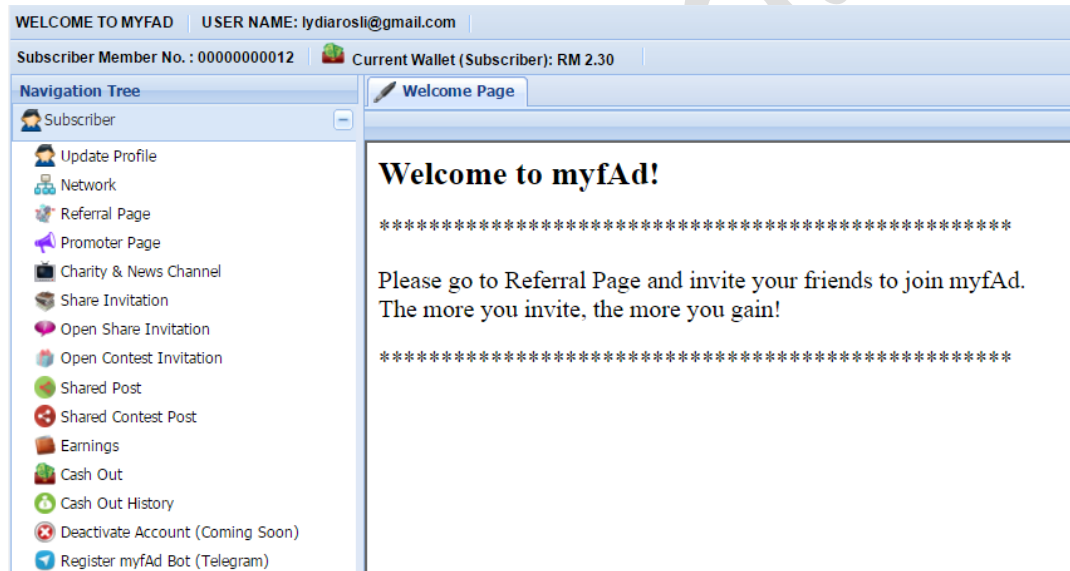 WELCOME TO MYFAD USER NAME: lydiarosli@gmail.com
Subscriber Member No. : 00000000012 Current Wallet (Subscriber): RM 2.30
Navigation Tree
Subscriber
Update Profile
Network
Referral Page
Promoter Page
Charity & News Channel
Share Invitation
Open Share Invitation
Open Contest Invitation
Shared Post
Shared Contest Post
Earnings
Cash Out
Cash Out History
Deactivate Account (Coming Soon)
Register myfAd Bot (Telegram)
Welcome Page
Welcome to myfAd!
***************************************************
Please go to Referral Page and invite your friends to join myfAd.
The more you invite, the more you gain!
***************************************************